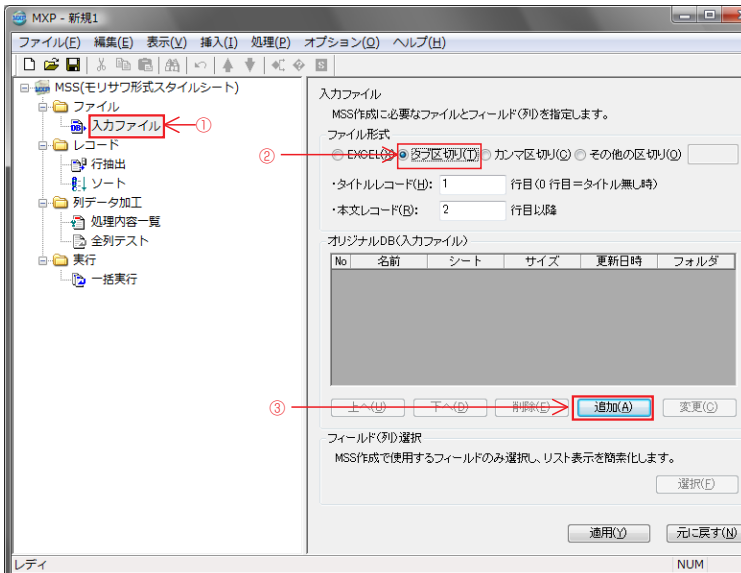 MXP - 新規1
ファイル(F) 編集(E) 表示(V) 挿入(I) 処理(P) オプション(O) ヘルプ(H)
MSS(モリサワ形式スタイルシート)
ファイル
入力ファイル ①
レコード
行抽出
ソート
列データ加工
処理内容一覧
全列テスト
実行
一括実行
入力ファイル
MSS作成に必要なファイルとフィールド(列)を指定します。
ファイル形式
② EXCEL(X) タブ区切り(T) カンマ区切り(C) その他の区切り(O)
・タイトルレコード(H): 1 行目(0 行目=タイトル無し時)
・本文レコード(R): 2 行目以降
オリジナルDB(入力ファイル)
No 名前 シート サイズ 更新日時 フォルダ
③ 上へ(U) 下へ(D) 削除(E) 追加(A) 変更(C)
フィールド(列)選択
MSS作成で使用するフィールドのみ選択し、リスト表示を簡素化します。
選択(F)
適用(Y) 元に戻す(N)
レディ NUM